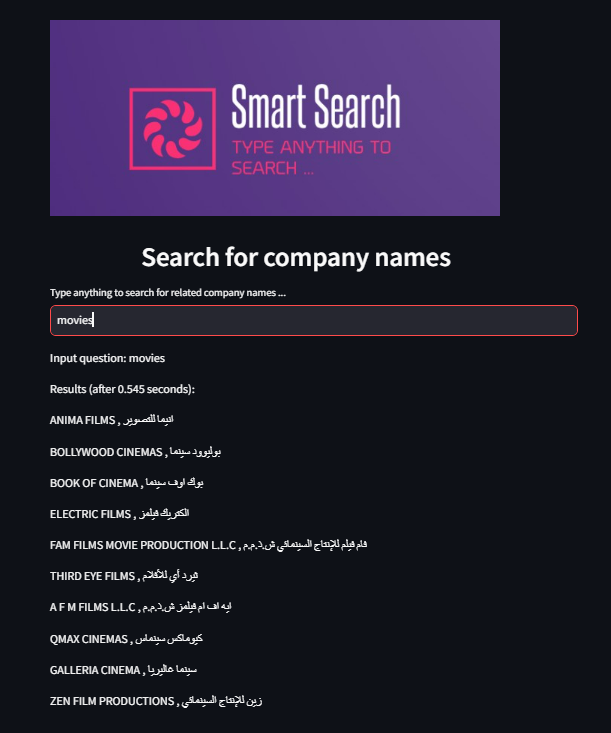 Smart Search
TYPE ANYTHING TO
SEARCH ...
Search for company names
Type anything to search for related company names ...
movies
Input question: movies
Results (after 0.545 seconds):
ANIMA FILMS , انيما للتصوير
BOLLYWOOD CINEMAS , بوليوود سينما
BOOK OF CINEMA , بوك اوف سينما
ELECTRIC FILMS , الكتريك فيلمز
FAM FILMS MOVIE PRODUCTION L.L.C , فام فيلم للإنتاج السينمائي ش.ذ.م.م
THIRD EYE FILMS , ثيرد أي للأفلام
A F M FILMS L.L.C , ايه اف ام فيلمز ش.ذ.م.م
QMAX CINEMAS , كيوماكس سينماس
GALLERIA CINEMA , سينما غاليريا
ZEN FILM PRODUCTIONS , زين للإنتاج السينمائي